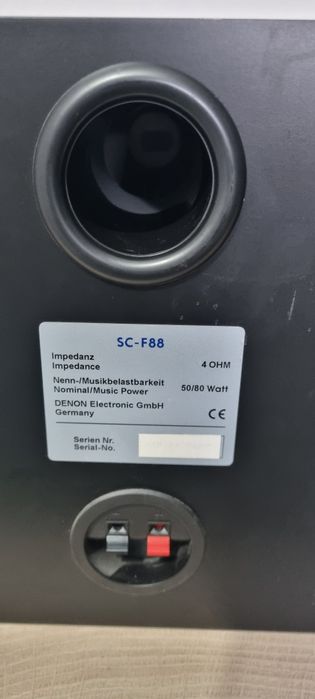 SC-F88
Impedanz
Impedance 4 OHM
Nenn-/Musikbelastbarkeit
Nominal/Music Power 50/80 Watt
DENON Electronic GmbH
Germany CE
Serien Nr.
Serial-No.